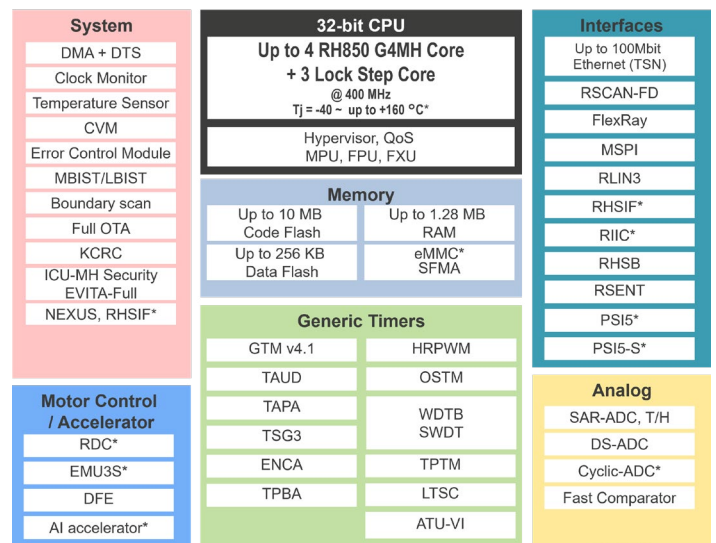 System
DMA + DTS
Clock Monitor
Temperature Sensor
CVM
Error Control Module
MBIST/LBIST
Boundary scan
Full OTA
KCRC
ICU-MH Security
EVITA-Full
NEXUS, RHSIF*
Motor Control
/ Accelerator
RDC*
EMU3S*
DFE
AI accelerator*
32-bit CPU
Up to 4 RH850 G4MH Core
+ 3 Lock Step Core
@ 400 MHz
Tj = -40 ~ up to +160 °C*
Hypervisor, QoS
MPU, FPU, FXU
Memory
Up to 10 MB
Code Flash
Up to 1.28 MB
RAM
Up to 256 KB
Data Flash
eMMC*
SFMA
Generic Timers
GTM v4.1
TAUD
TAPA
TSG3
ENCA
TPBA
HRPWM
OSTM
WDTB
SWDT
TPTM
LTSC
ATU-VI
Interfaces
Up to 100Mbit
Ethernet (TSN)
RSCAN-FD
FlexRay
MSPI
RLIN3
RHSIF*
RIIC*
RHSB
RSENT
PSI5*
PSI5-S*
Analog
SAR-ADC, T/H
DS-ADC
Cyclic-ADC*
Fast Comparator